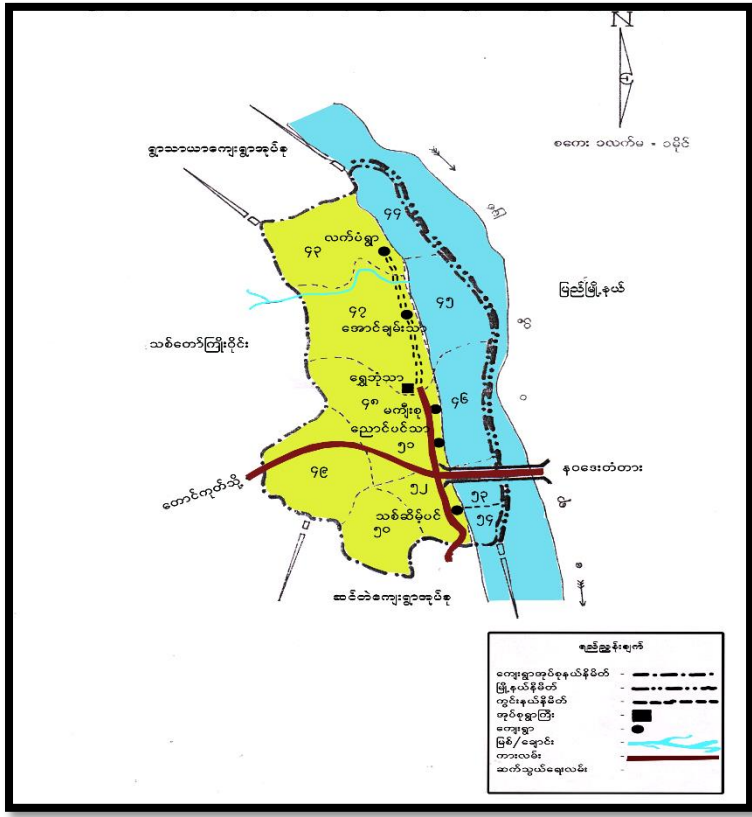 N
စကေး ၁လက်မ - ၁မိုင်
ရွာသာယာကျေးရွာအုပ်စု
၄၄
လက်ပံရွာ
၄၃
၄၅
ပြည်မြို့နယ်
၄၇
အောင်ချမ်းသာ
သစ်တော်ကြိုးဝိုင်း
ရွှေဘုံသာ
၄၈
မကျီးစု
၄၆
ညောင်ပင်သာ
၅၁
နဝဒေးတံတား
၄၉
တောင်ကုတ်သို့
၅၂
၅၃
သစ်ဆိမ့်ပင်
၅၄
၅၀
ဆင်တဲကျေးရွာအုပ်စု
ရည်ညွှန်းချက်
ကျေးရွာအုပ်စုနယ်နိမိတ် -
မြို့နယ်နိမိတ် -
ကွင်းနယ်နိမိတ် -
အုပ်စုရွာကြီး -
ကျေးရွာ -
မြစ်/ချောင်း -
ကားလမ်း -
ဆက်သွယ်ရေးလမ်း -